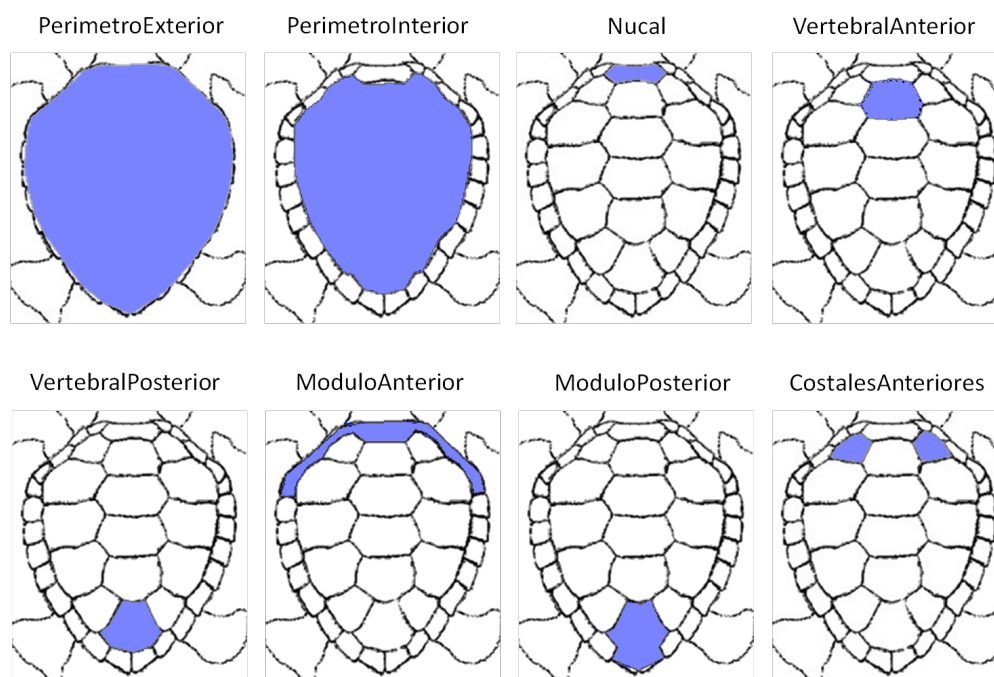 PerimetroExterior
PerimetroInterior
Nucal
VertebralAnterior
VertebralPosterior
ModuloAnterior
ModuloPosterior
CostalesAnteriores